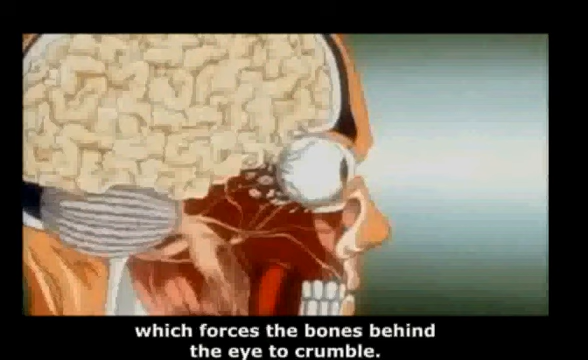 which forces the bones behind
the eye to crumble.